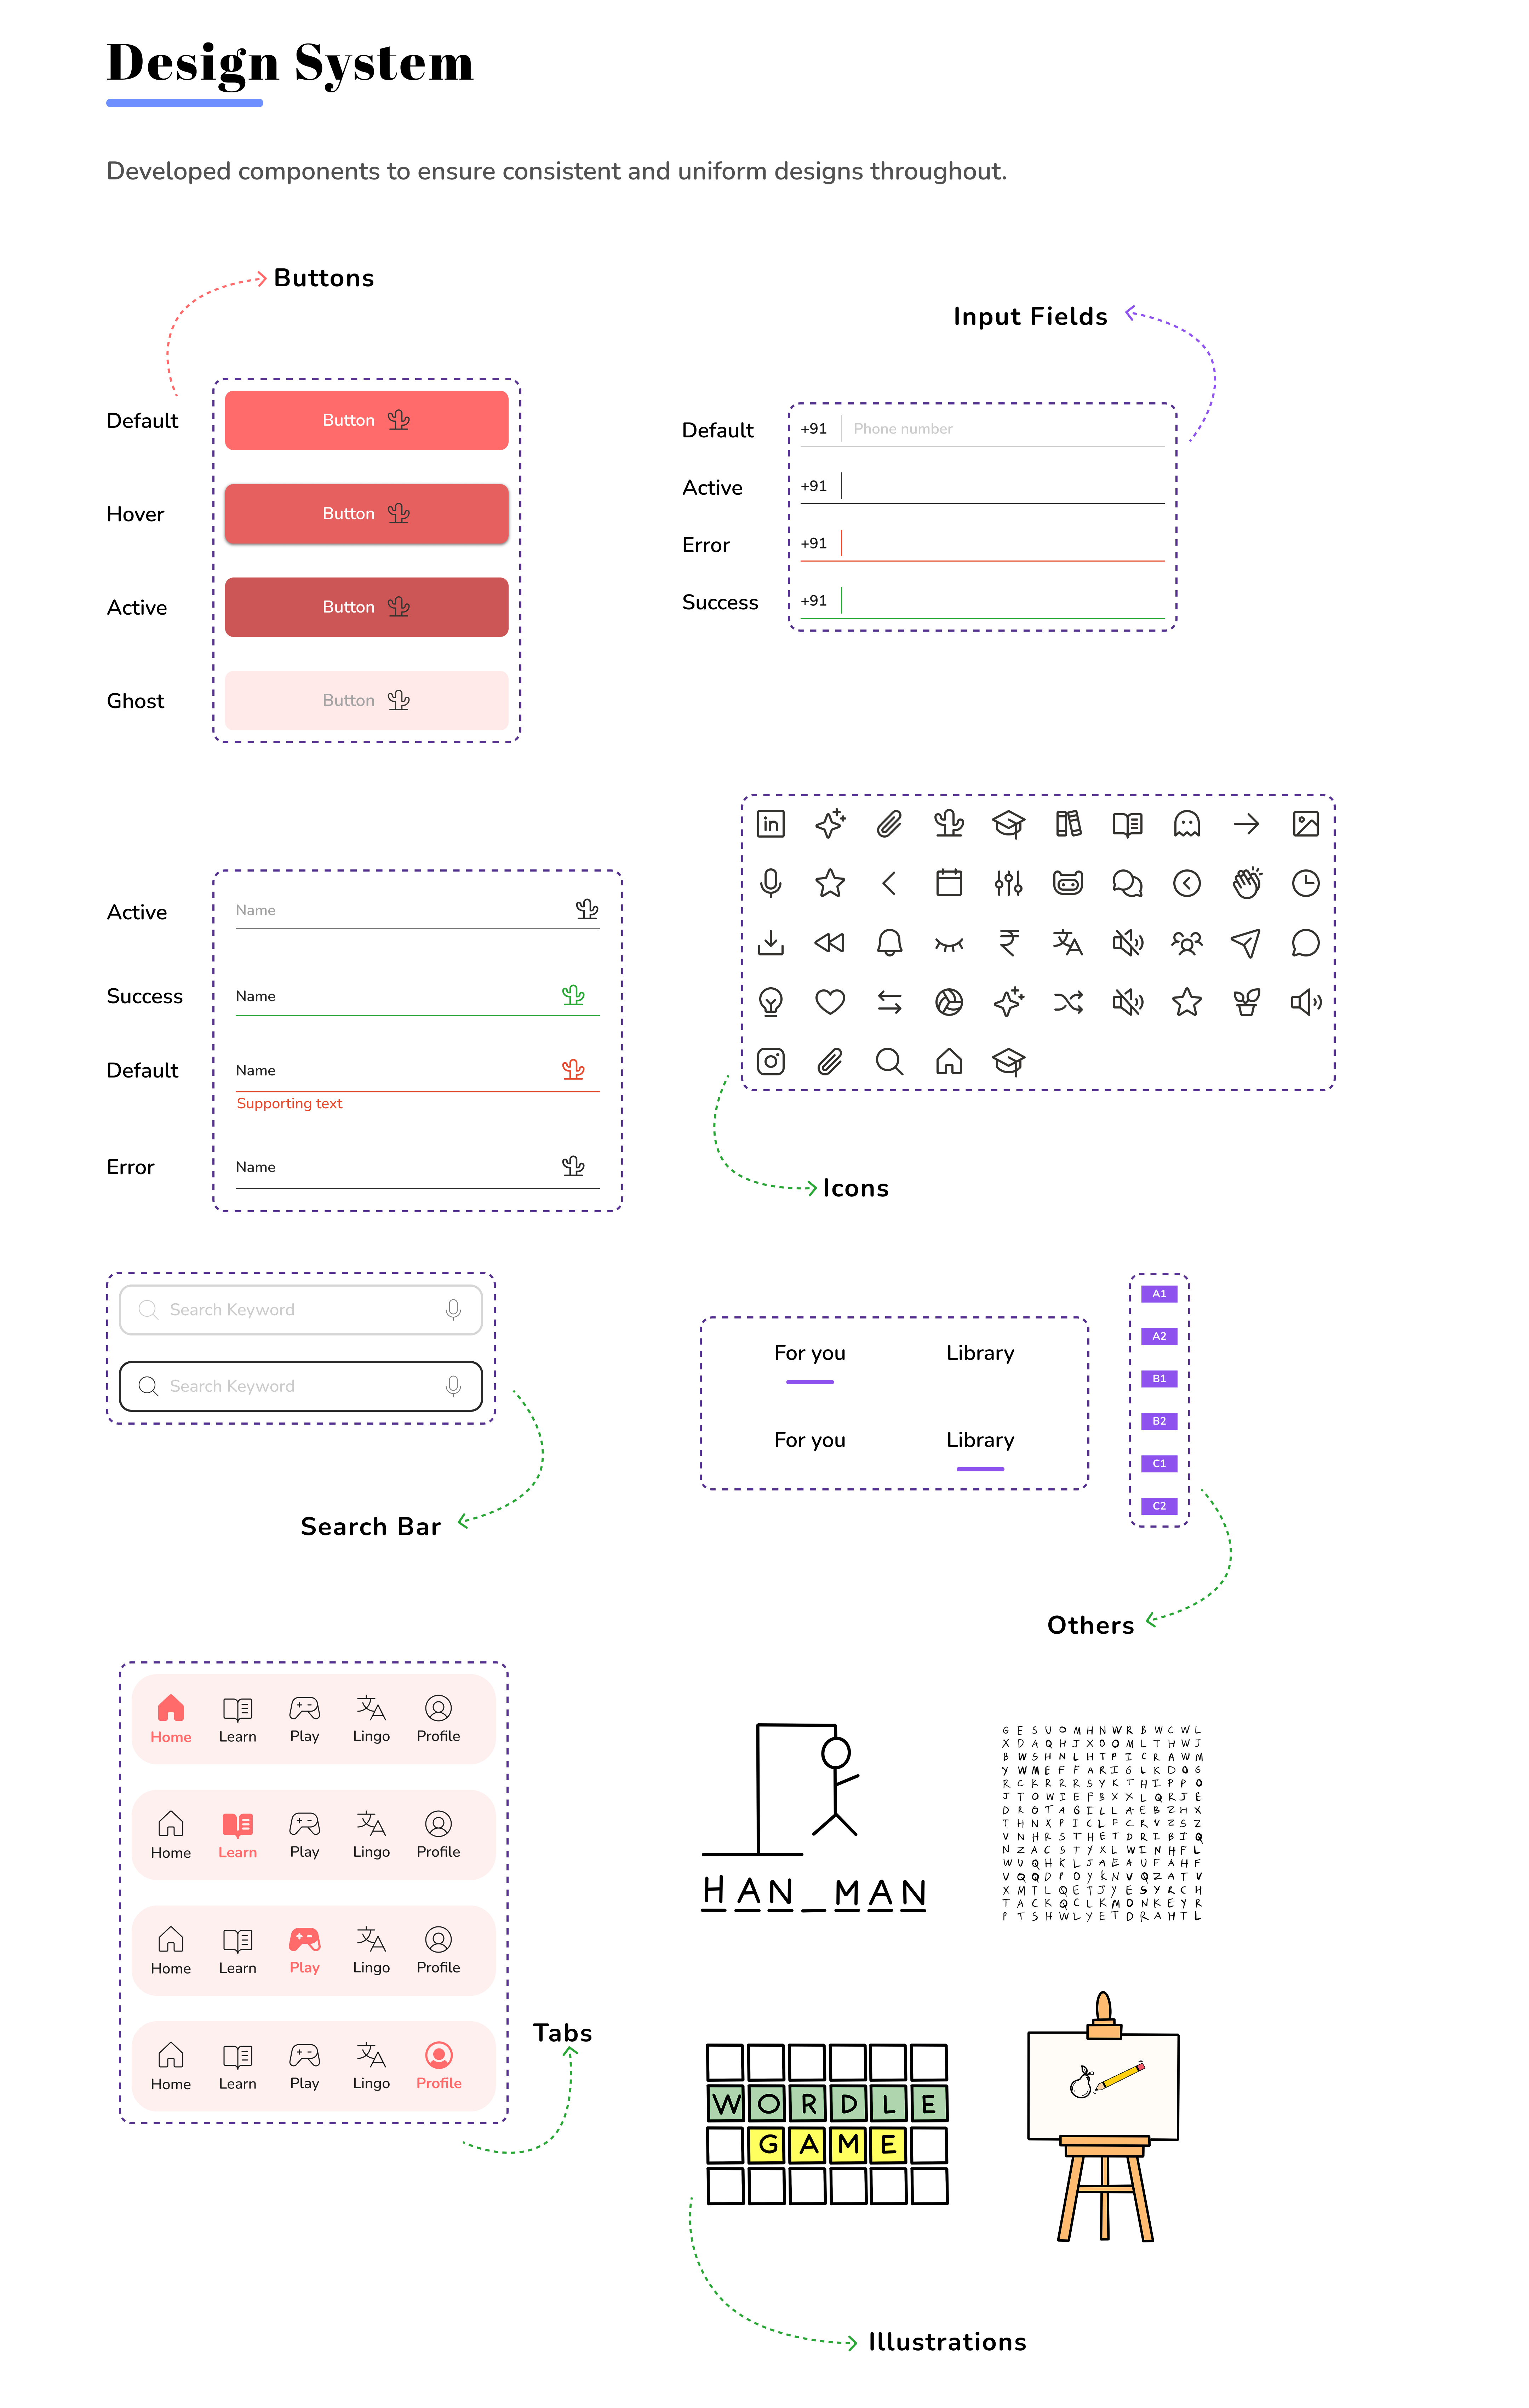 Design System
Developed components to ensure consistent and uniform designs throughout.
Buttons
Default
Button
Hover
Button
Active
Button
Ghost
Button
Input Fields
Default
+91
Phone number
Active
+91
Error
+91
Success
+91
Active
Name
Success
Name
Default
Name
Supporting text
Error
Name
in
Icons
Search Keyword
Search Keyword
Search Bar
For you Library
For you Library
A1
A2
B1
B2
C1
C2
Others
Home Learn Play Lingo Profile
Home Learn Play Lingo Profile
Home Learn Play Lingo Profile
Home Learn Play Lingo Profile
Tabs
HAN_MAN
G E S U O M H N W R B W C W L
X D A Q H J X O O M L T H W J
B W S H N L H T P I C R A W M
Y W M E F F A R I G L K D O G
R C K R R R S Y K T H I P P O
J T O W I E F B X X L Q R J E
D R O T A G I L L A E B Z H X
T H N X P I C L F C R V Z S Z
V N H R S T H E T D R I B I Q
N Z A C S T Y X L W I N H F L
W U Q H K L J A E A U F A H F
V Q Q D P O Y K N V Q Z A T V
X M T L Q E T J Y E S Y R C H
T A C K Q C L K M O N K E Y R
P T S H W L Y E T D R A H T L
WORDLE
GAME
Illustrations